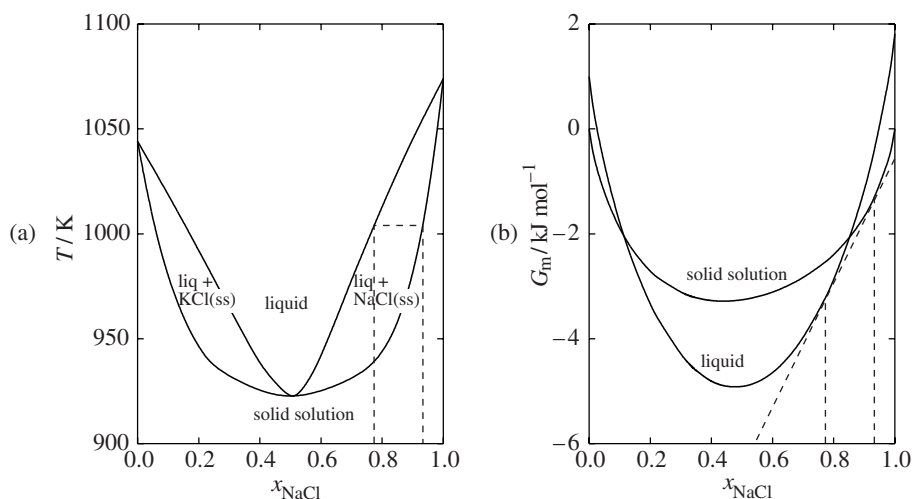 (a)
T / K
1100
1050
1000
950
900
liq +
KCl(ss)
liquid
liq +
NaCl(ss)
solid solution
0.0 0.2 0.4 0.6 0.8 1.0
xNaCl
(b)
Gm / kJ mol−1
2
0
−2
−4
−6
solid solution
liquid
0.0 0.2 0.4 0.6 0.8 1.0
xNaCl